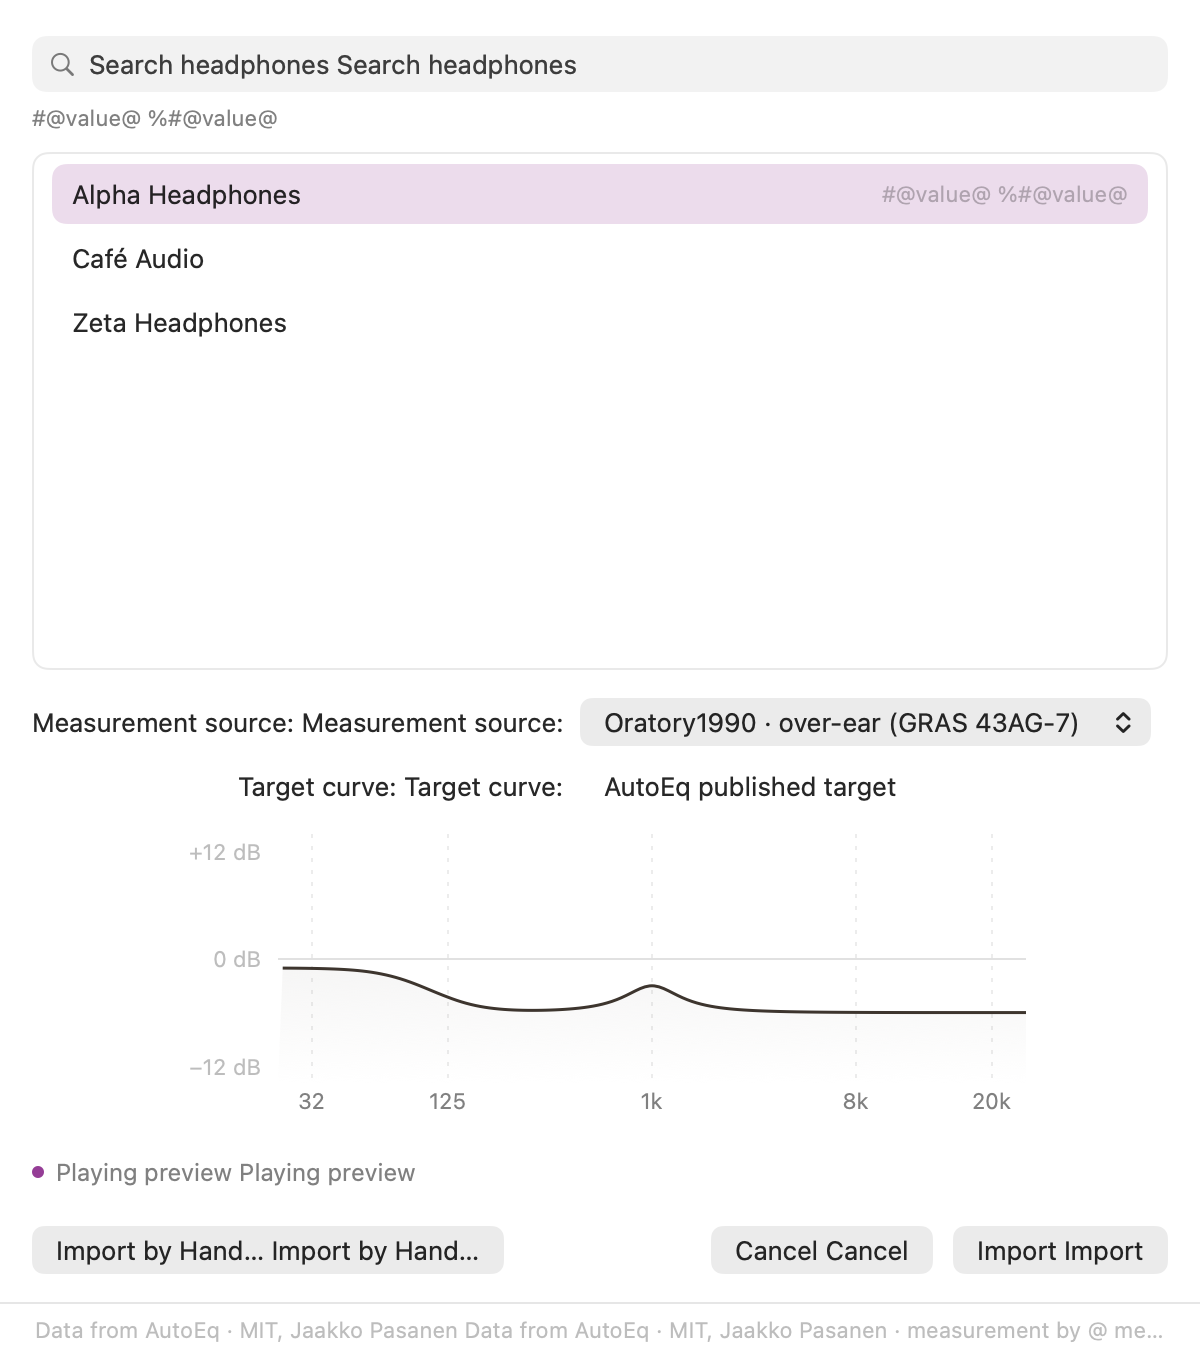 Search headphones Search headphones
#@value@ %#@value@
Alpha Headphones #@value@ %#@value@
Café Audio
Zeta Headphones
Measurement source: Measurement source: Oratory1990 · over-ear (GRAS 43AG-7)
Target curve: Target curve: AutoEq published target
+12 dB
0 dB
−12 dB
32 125 1k 8k 20k
Playing preview Playing preview
Import by Hand... Import by Hand... Cancel Cancel Import Import
Data from AutoEq · MIT, Jaakko Pasanen Data from AutoEq · MIT, Jaakko Pasanen · measurement by @ me...